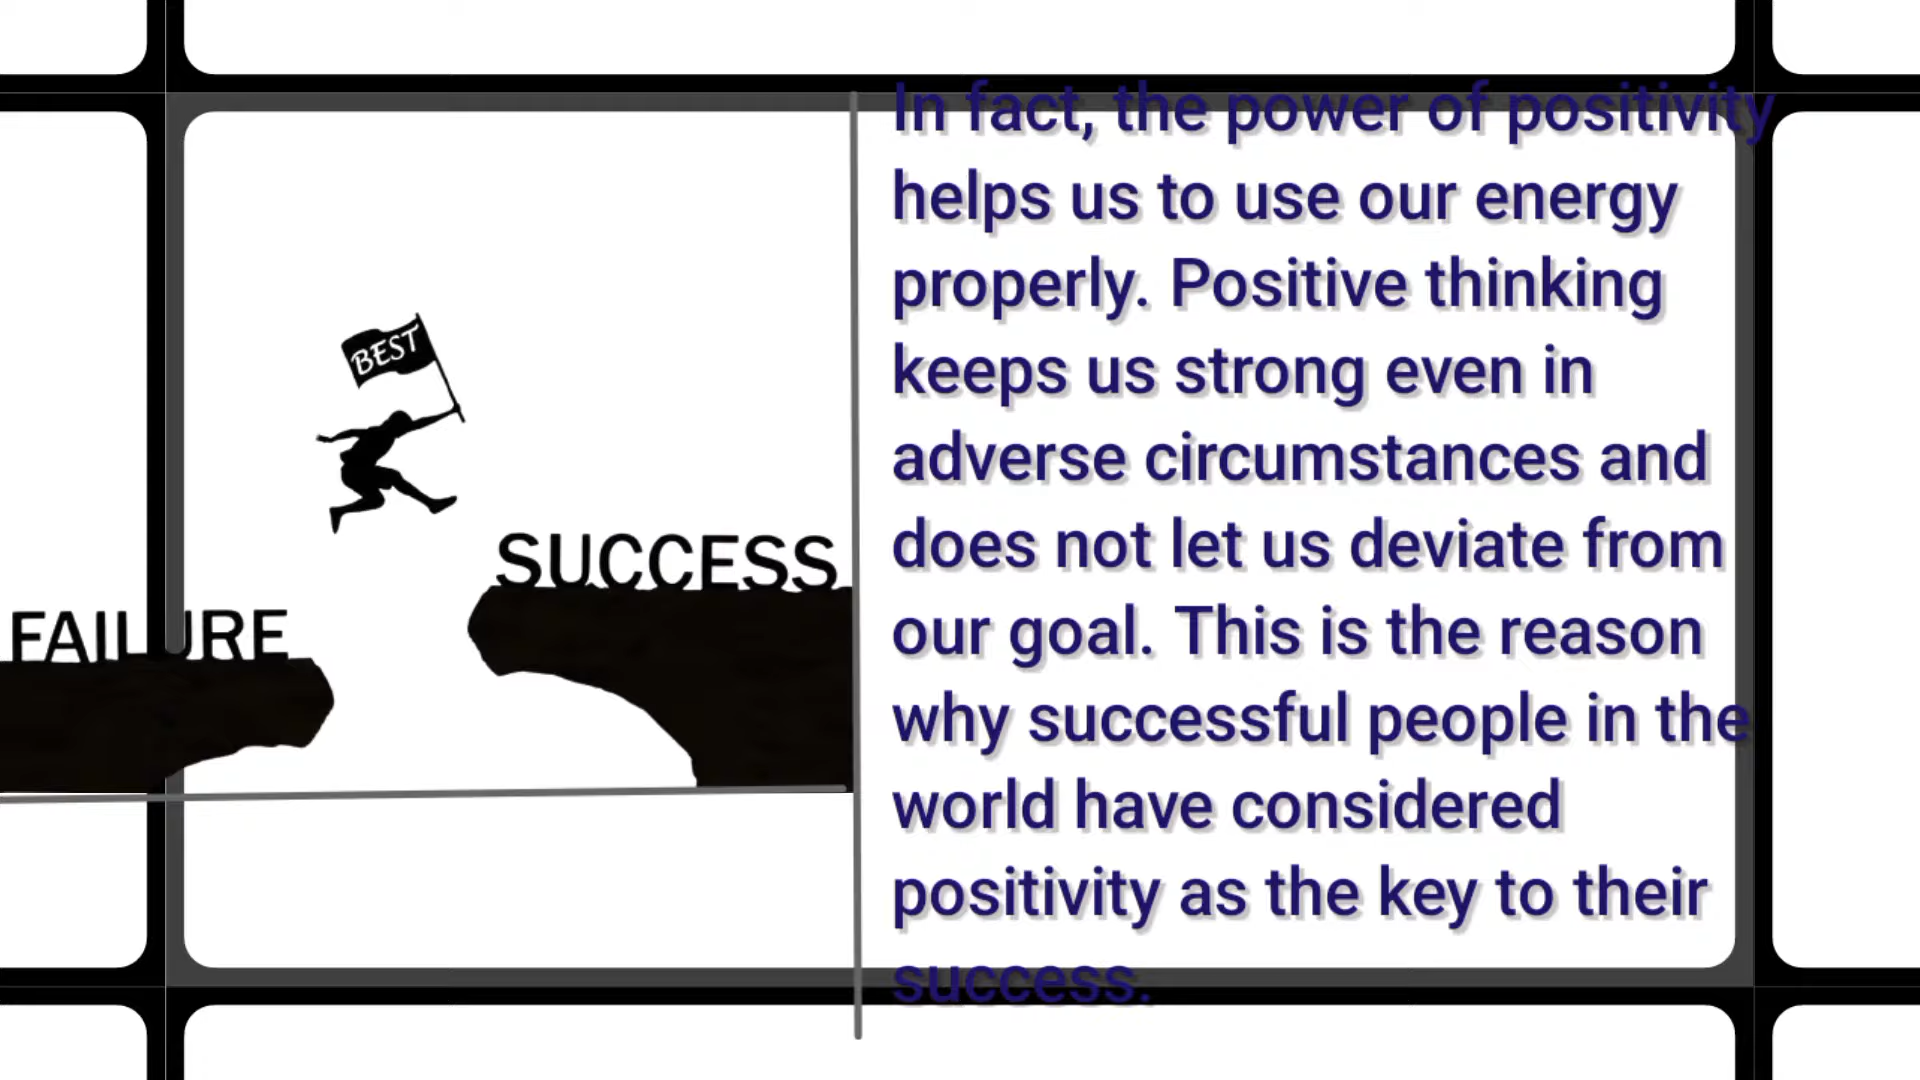 BEST
SUCCESS
FAILURE
In fact, the power of positivity
helps us to use our energy
properly. Positive thinking
keeps us strong even in
adverse circumstances and
does not let us deviate from
our goal. This is the reason
why successful people in the
world have considered
positivity as the key to their
success.